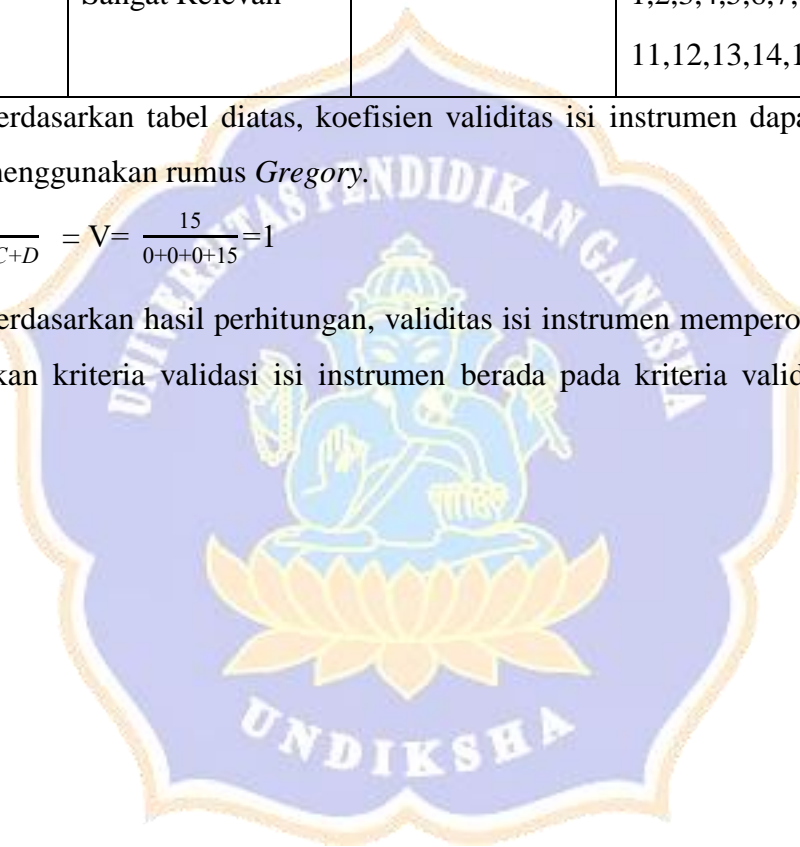 11,12,13,14,1
erdasarkan tabel diatas, koefisien validitas isi instrumen dapa
nenggunakan rumus Gregory.
C+D = V= 15/0+0+0+15 =1
erdasarkan hasil perhitungan, validitas isi instrumen mempero
kan kriteria validasi isi instrumen berada pada kriteria valid
UNIVERSITAS PENDIDIKAN GANESHA
UNDIKSHA